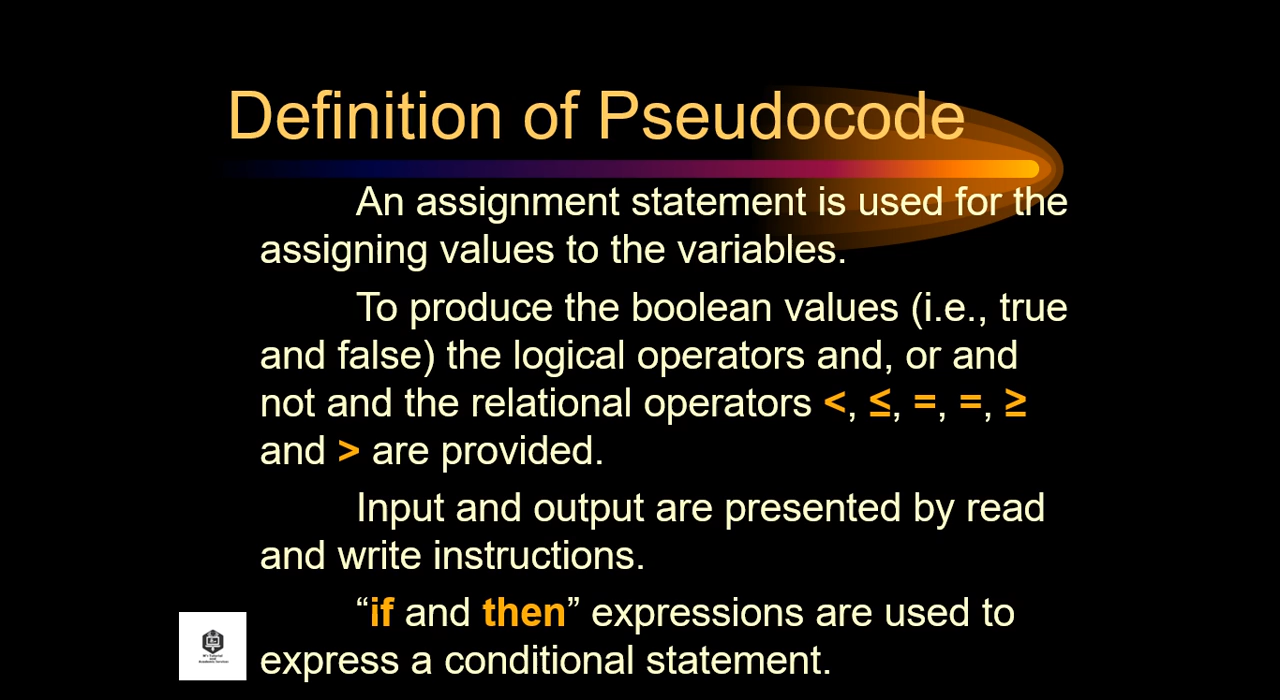 Definition of Pseudocode
An assignment statement is used for the
assigning values to the variables.
To produce the boolean values (i.e., true
and false) the logical operators and, or and
not and the relational operators <, ≤, =, =, ≥
and > are provided.
Input and output are presented by read
and write instructions.
“if and then” expressions are used to
express a conditional statement.